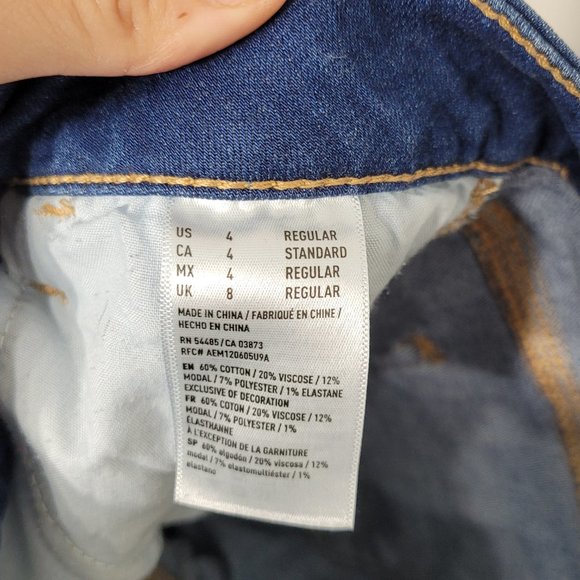 US 4 REGULAR
CA 4 STANDARD
MX 4 REGULAR
UK 8 REGULAR
MADE IN CHINA / FABRIQUÉ EN CHINE /
HECHO EN CHINA
RN 54485 / CA 03873
RFC# AEM120605U9A
EN 60% COTTON / 20% VISCOSE / 12%
MODAL / 7% POLYESTER / 1% ELASTANE
EXCLUSIVE OF DECORATION
FR 60% COTON / 20% VISCOSE / 12%
MODAL / 7% POLYESTER / 1%
ÉLASTHANNE
À L'EXCEPTION DE LA GARNITURE
SP 60% algodón / 20% viscosa / 12%
modal / 7% elastomultiéster / 1%
elastano